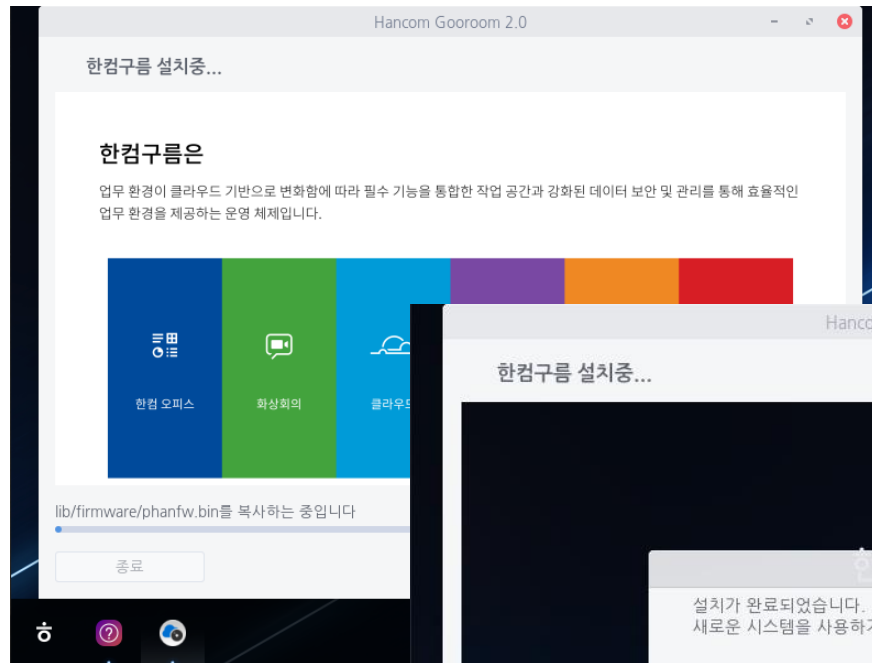 Hancom Gooroom 2.0
한컴구름 설치중...
한컴구름은
업무 환경이 클라우드 기반으로 변화함에 따라 필수 기능을 통합한 작업 공간과 강화된 데이터 보안 및 관리를 통해 효율적인
업무 환경을 제공하는 운영 체제입니다.
한컴 오피스
화상회의
lib/firmware/phanfw.bin를 복사하는 중입니다
종료
ㅎ
한컴구름 설치중...
설치가 완료되었습니다.
새로운 시스템을